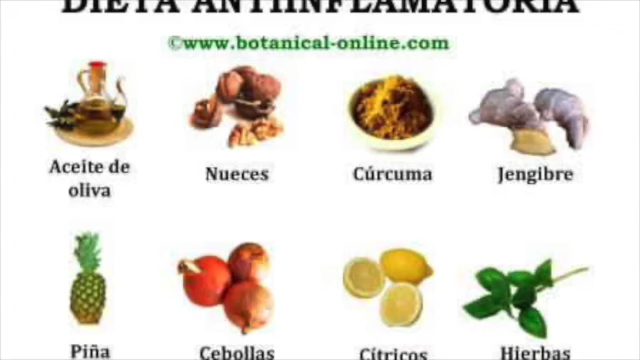 DIETA ANTIINFLAMATORIA
©www.botanical-online.com
Aceite de
oliva
Nueces
Cúrcuma
Jengibre
Piña
Cebollas
Cítricos
Hierbas